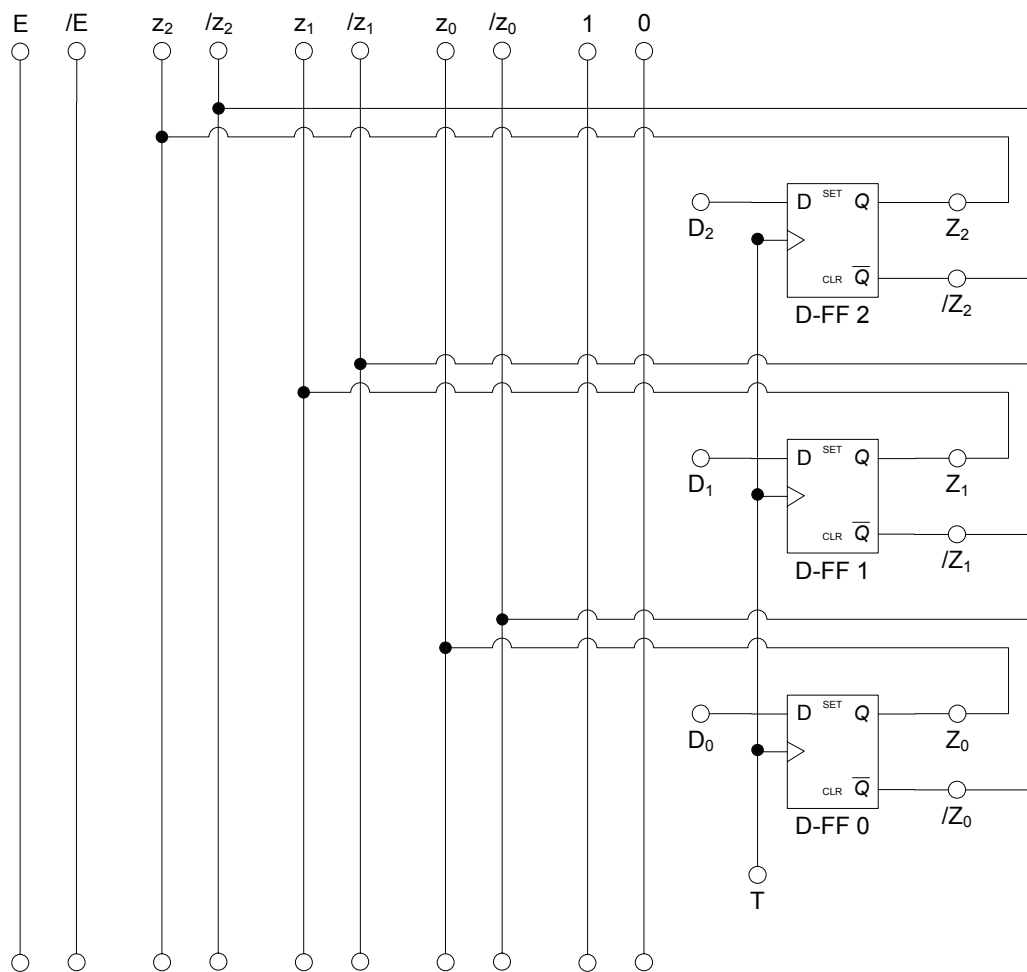 E /E z₂ /z₂ z₁ /z₁ z₀ /z₀ 1 0
SET
D Q
D₂ Z₂
CLR Q̅
/Z₂
D-FF 2
SET
D Q
D₁ Z₁
CLR Q̅
/Z₁
D-FF 1
SET
D Q
D₀ Z₀
CLR Q̅
/Z₀
D-FF 0
T